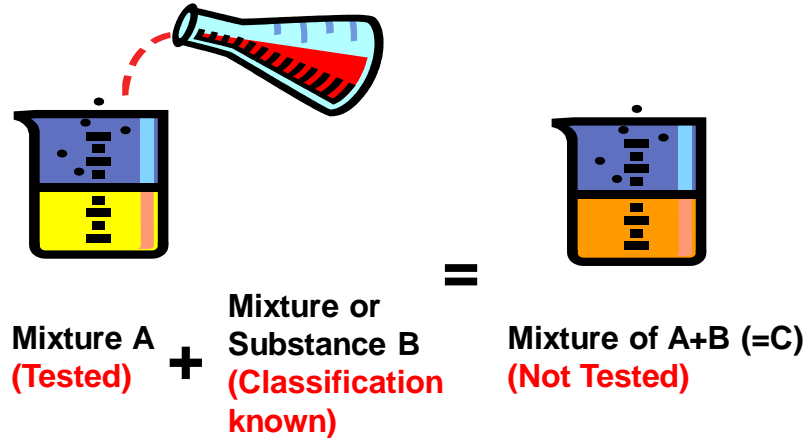 =
Mixture A
(Tested)
+
Mixture or
Substance B
(Classification
known)
Mixture of A+B (=C)
(Not Tested)